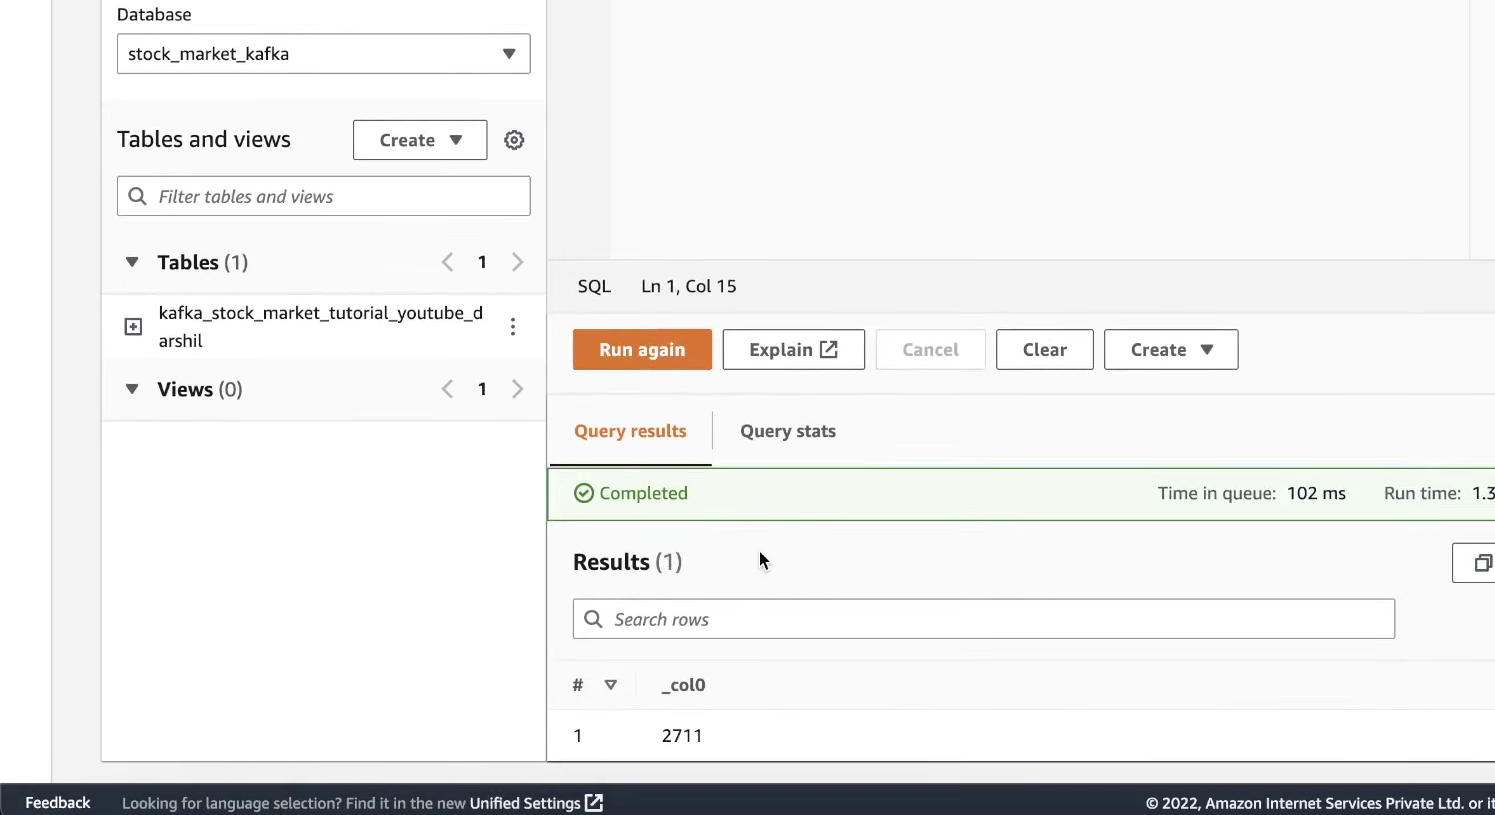 Database
stock_market_kafka
Tables and views
Create
Filter tables and views
Tables (1)
1
kafka_stock_market_tutorial_youtube_d
arshil
Views (0)
1
SQL Ln 1, Col 15
Run again Explain Cancel Clear Create
Query results Query stats
Completed Time in queue: 102 ms Run time: 1.3
Results (1)
Search rows
# _col0
1 2711
Feedback Looking for language selection? Find it in the new Unified Settings © 2022, Amazon Internet Services Private Ltd. or it